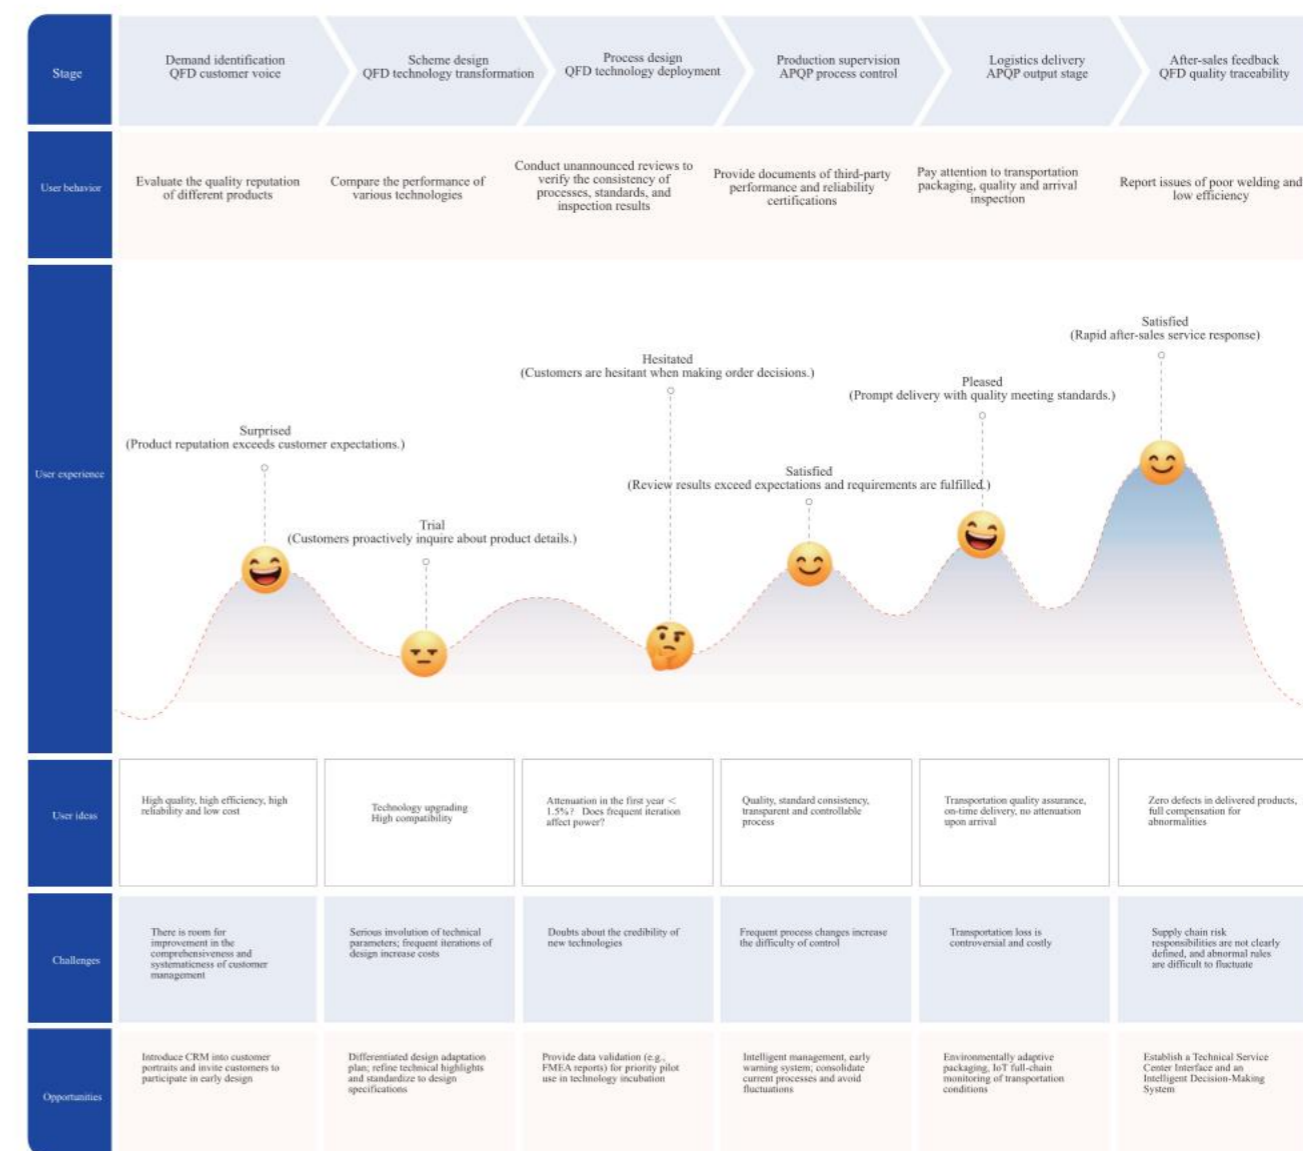 Stage
Demand identification
QFD customer voice
Scheme design
QFD technology transformation
Process design
QFD technology deployment
Production supervision
APQP process control
Logistics delivery
APQP output stage
After-sales feedback
QFD quality traceability
User behavior
Evaluate the quality reputation
of different products
Compare the performance of
various technologies
Conduct unannounced reviews to
verify the consistency of
processes, standards, and
inspection results
Provide documents of third-party
performance and reliability
certifications
Pay attention to transportation
packaging, quality and arrival
inspection
Report issues of poor welding and
low efficiency
User experience
Surprised
(Product reputation exceeds customer expectations.)
Trial
(Customers proactively inquire about product details.)
Hesitated
(Customers are hesitant when making order decisions.)
Satisfied
(Review results exceed expectations and requirements are fulfilled.)
Pleased
(Prompt delivery with quality meeting standards.)
Satisfied
(Rapid after-sales service response)
User ideas
High quality, high efficiency, high
reliability and low cost
Technology upgrading
High compatibility
Attenuation in the first year <
1.5%? Does frequent iteration
affect power?
Quality, standard consistency,
transparent and controllable
process
Transportation quality assurance,
on-time delivery, no attenuation
upon arrival
Zero defects in delivered products,
full compensation for
abnormalities
Challenges
There is room for
improvement in the
comprehensiveness and
systematicness of customer
management
Serious involution of technical
parameters; frequent iterations of
design increase costs
Doubts about the credibility of
new technologies
Frequent process changes increase
the difficulty of control
Transportation loss is
controversial and costly
Supply chain risk
responsibilities are not clearly
defined, and abnormal rules
are difficult to fluctuate
Opportunities
Introduce CRM into customer
portraits and invite customers to
participate in early design
Differentiated design adaptation
plan; refine technical highlights
and standardize to design
specifications
Provide data validation (e.g.,
FMEA reports) for priority pilot
use in technology incubation
Intelligent management, early
warning system; consolidate
current processes and avoid
fluctuations
Environmentally adaptive
packaging, IoT full-chain
monitoring of transportation
conditions
Establish a Technical Service
Center Interface and an
Intelligent Decision-Making
System